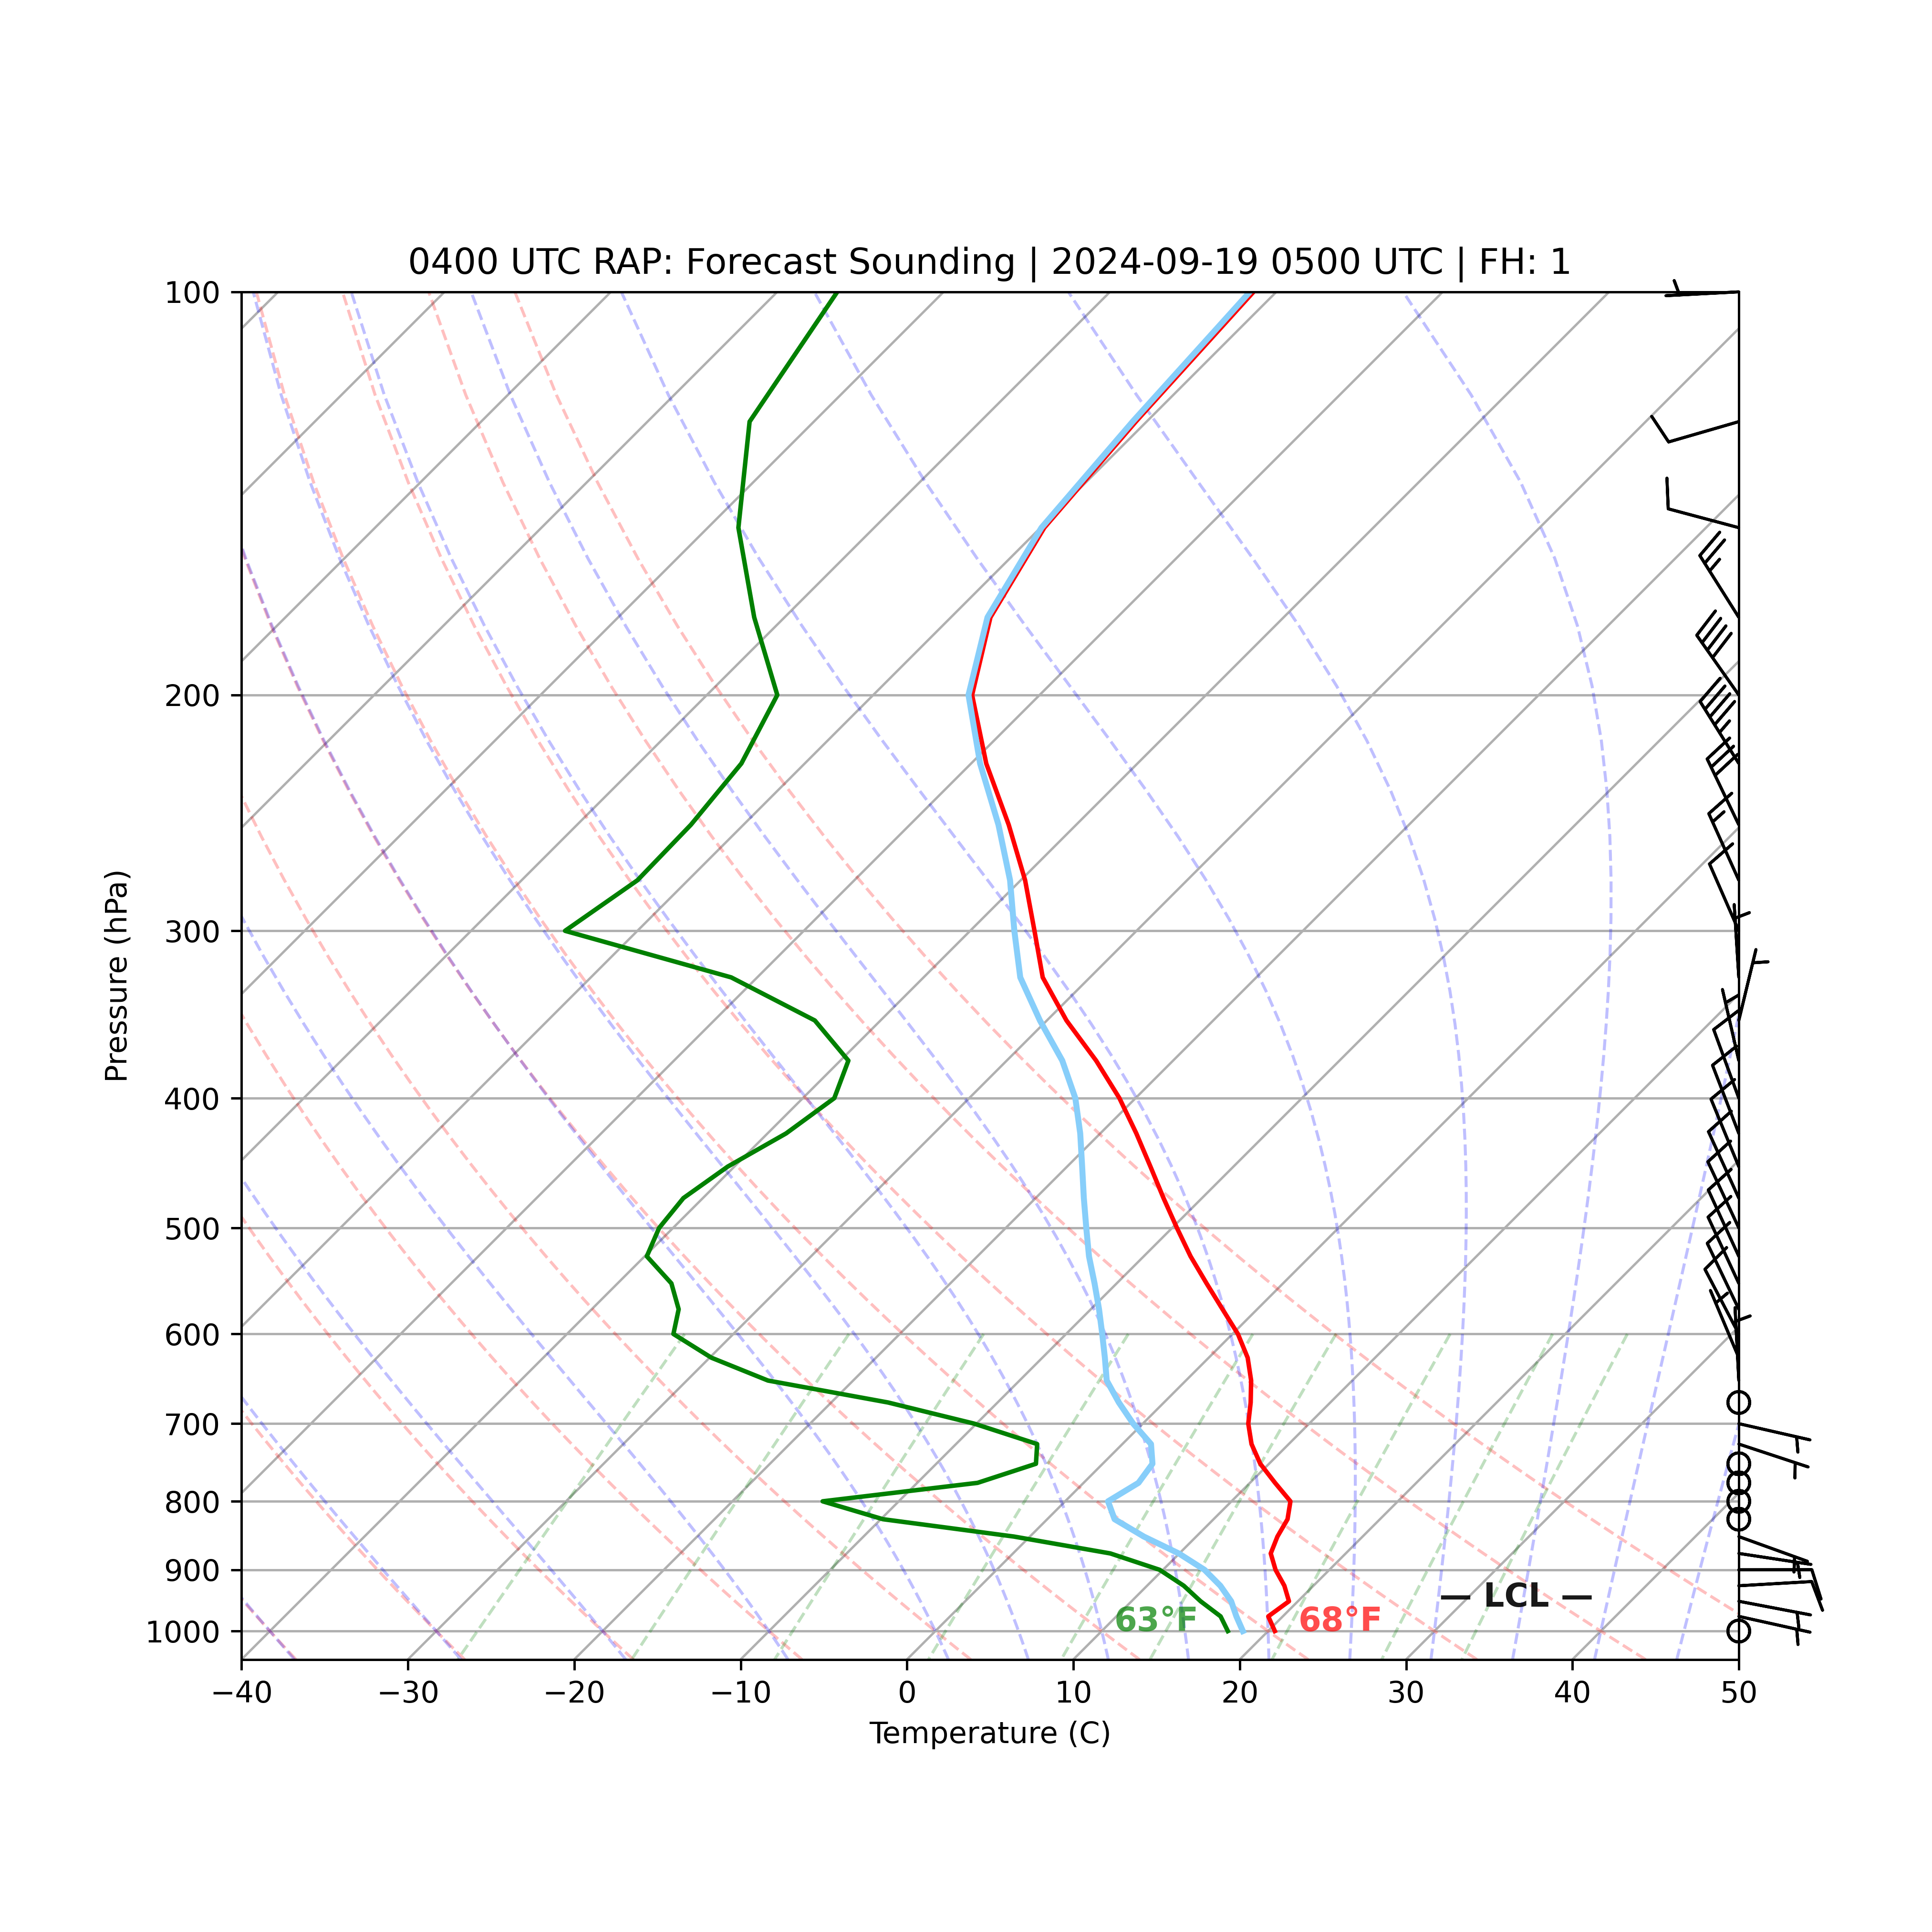 0400 UTC RAP: Forecast Sounding | 2024-09-19 0500 UTC | FH: 1
100
200
300
400
500
600
700
800
900
1000
Pressure (hPa)
— LCL —
63°F
68°F
−40 −30 −20 −10 0 10 20 30 40 50
Temperature (C)